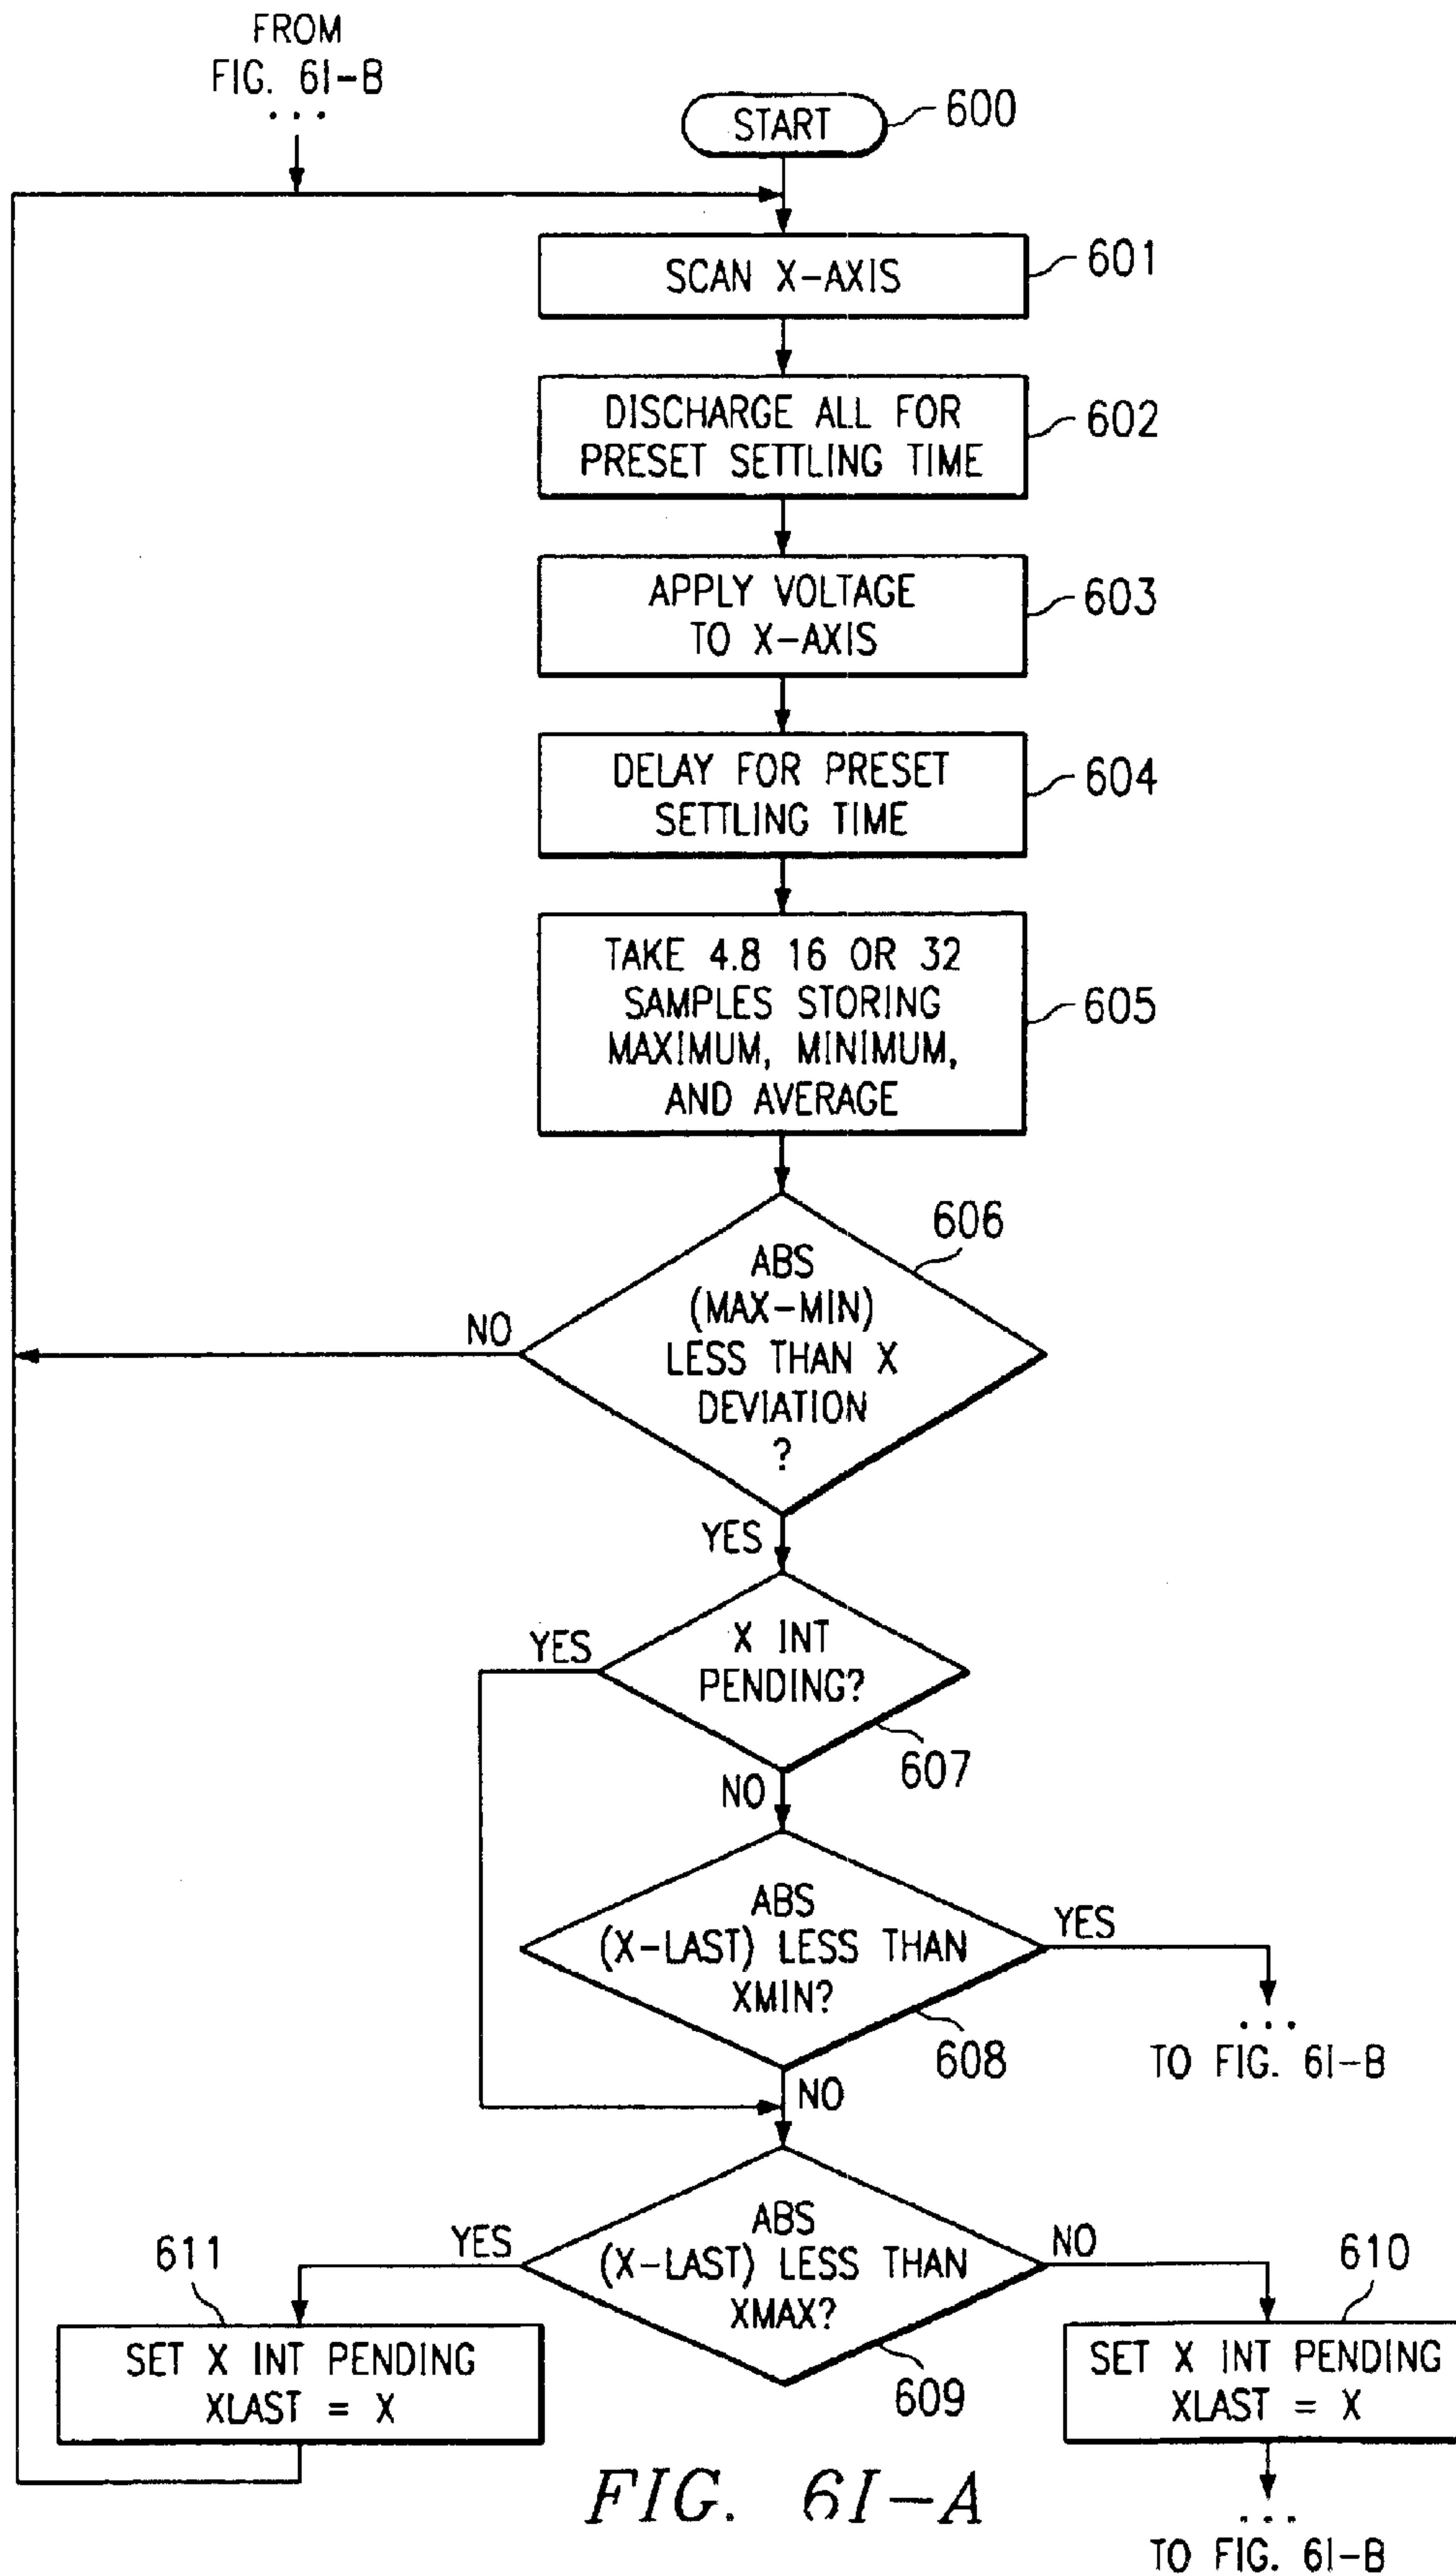 FROM
FIG. 6I-B
...
START
600
SCAN X-AXIS
601
DISCHARGE ALL FOR
PRESET SETTLING TIME
602
APPLY VOLTAGE
TO X-AXIS
603
DELAY FOR PRESET
SETTLING TIME
604
TAKE 4.8 16 OR 32
SAMPLES STORING
MAXIMUM, MINIMUM,
AND AVERAGE
605
606
ABS
(MAX-MIN)
LESS THAN X
DEVIATION
?
NO
YES
X INT
PENDING?
YES
607
NO
ABS
(X-LAST) LESS THAN
XMIN?
YES
608
...
TO FIG. 6I-B
NO
ABS
(X-LAST) LESS THAN
XMAX?
YES
NO
609
611
SET X INT PENDING
XLAST = X
610
SET X INT PENDING
XLAST = X
...
TO FIG. 6I-B
FIG. 6I-A